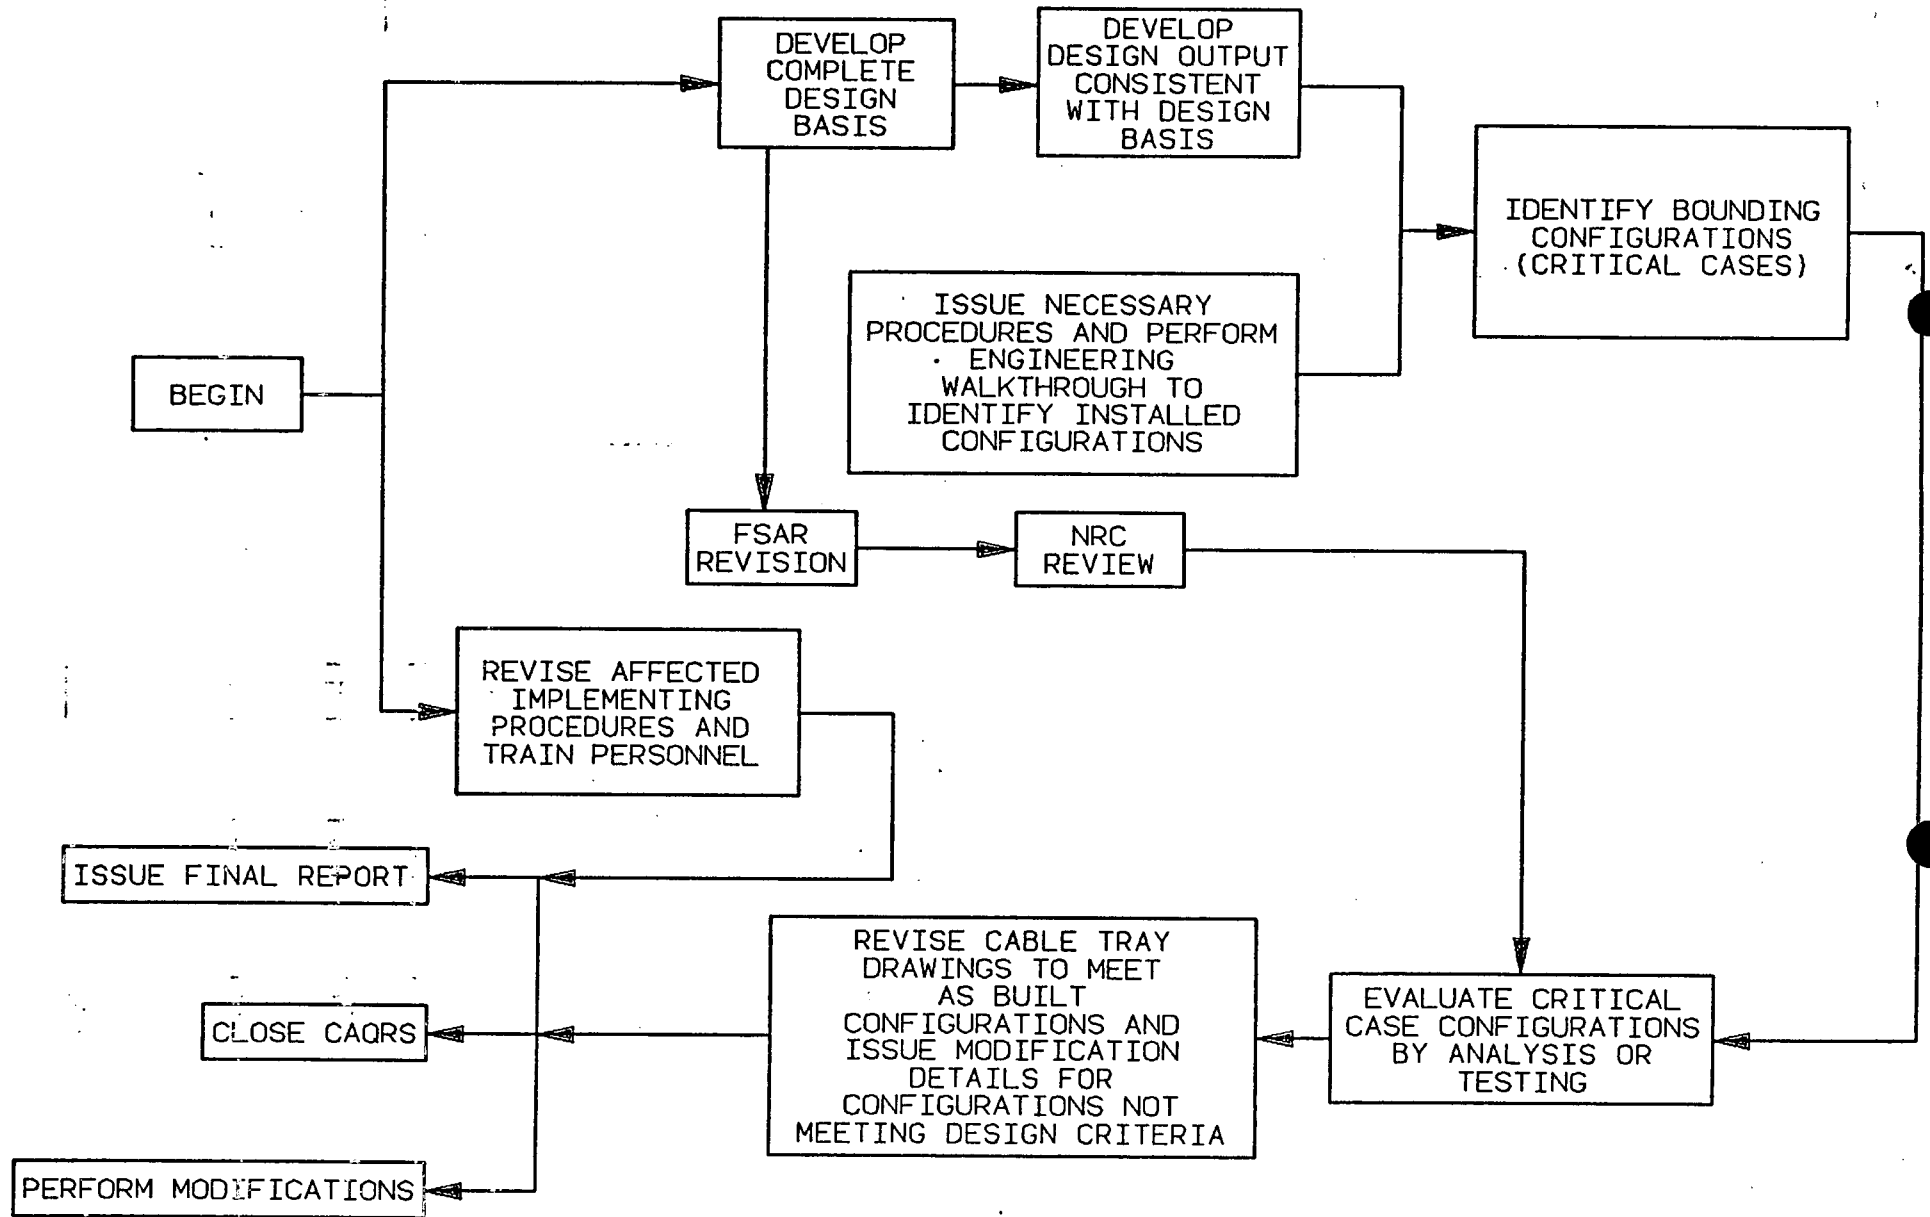 DEVELOP
COMPLETE
DESIGN
BASIS
DEVELOP
DESIGN OUTPUT
CONSISTENT
WITH DESIGN
BASIS
IDENTIFY BOUNDING
CONFIGURATIONS
(CRITICAL CASES)
ISSUE NECESSARY
PROCEDURES AND PERFORM
ENGINEERING
WALKTHROUGH TO
IDENTIFY INSTALLED
CONFIGURATIONS
BEGIN
FSAR
REVISION
NRC
REVIEW
REVISE AFFECTED
IMPLEMENTING
PROCEDURES AND
TRAIN PERSONNEL
ISSUE FINAL REPORT
REVISE CABLE TRAY
DRAWINGS TO MEET
AS BUILT
CONFIGURATIONS AND
ISSUE MODIFICATION
DETAILS FOR
CONFIGURATIONS NOT
MEETING DESIGN CRITERIA
EVALUATE CRITICAL
CASE CONFIGURATIONS
BY ANALYSIS OR
TESTING
CLOSE CAQRS
PERFORM MODIFICATIONS